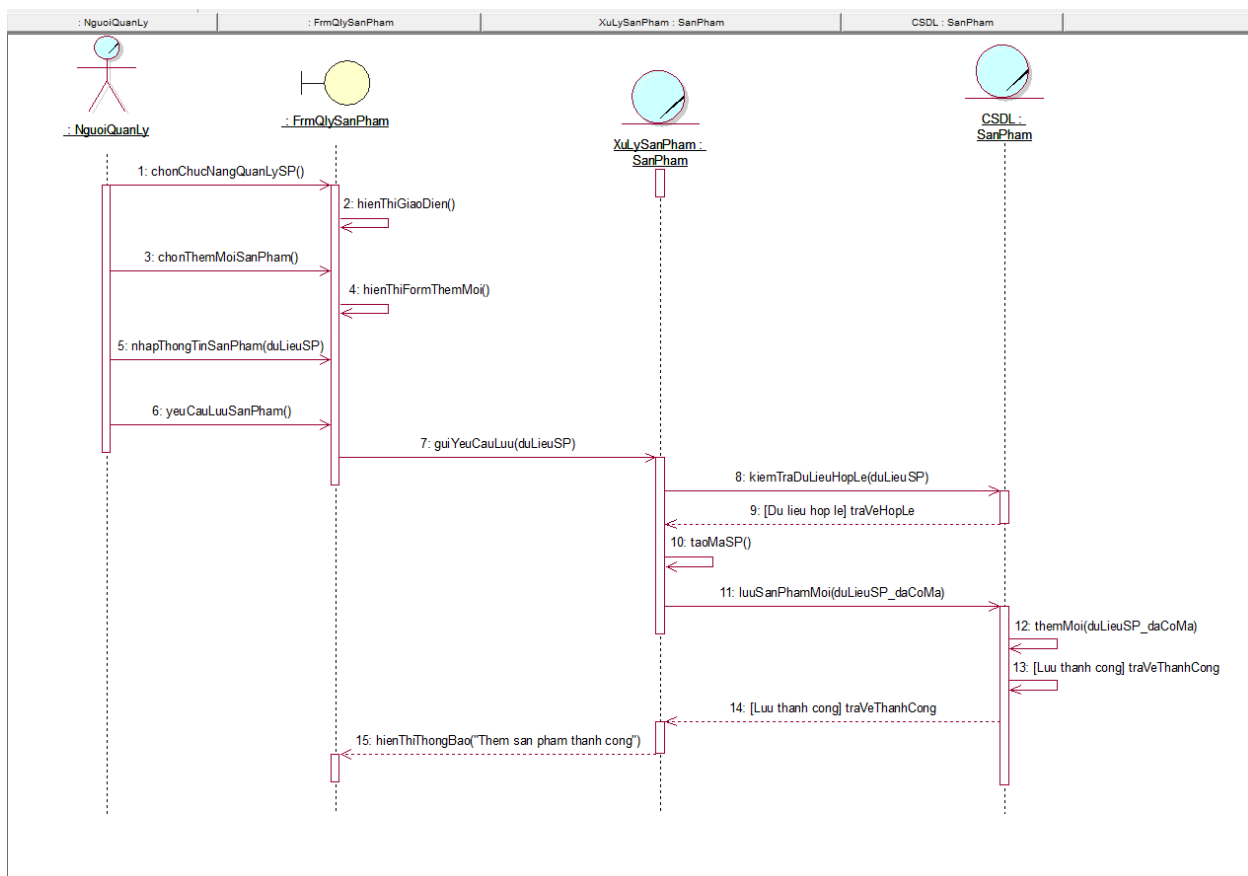 : NguoiQuanLy
: FrmQlySanPham
XuLySanPham : SanPham
CSDL : SanPham
: NguoiQuanLy
: FrmQlySanPham
XuLySanPham :
SanPham
CSDL :
SanPham
1: chonChucNangQuanLySP()
2: hienThiGiaoDien()
3: chonThemMoiSanPham()
4: hienThiFormThemMoi()
5: nhapThongTinSanPham(duLieuSP)
6: yeuCauLuuSanPham()
7: guiYeuCauLuu(duLieuSP)
8: kiemTraDuLieuHopLe(duLieuSP)
9: [Du lieu hop le] traVeHopLe
10: taoMaSP()
11: luuSanPhamMoi(duLieuSP_daCoMa)
12: themMoi(duLieuSP_daCoMa)
13: [Luu thanh cong] traVeThanhCong
14: [Luu thanh cong] traVeThanhCong
15: hienThiThongBao("Them san pham thanh cong")